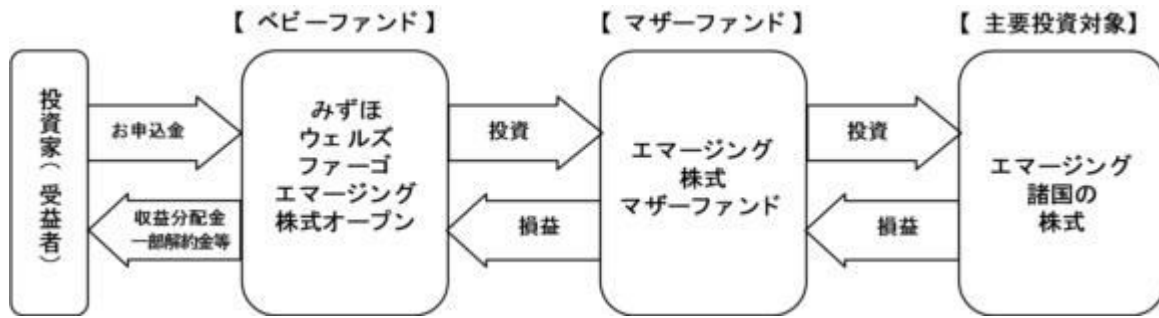 【 ベビーファンド】
【 マザーファンド】
【 主要投資対象】
投資家(受益者)
お申込金
収益分配金
一部解約金等
みずほ
ウェルズ
ファーゴ
エマージング
株式オープン
投資
損益
エマージング
株式
マザーファンド
投資
損益
エマージング
諸国の
株式